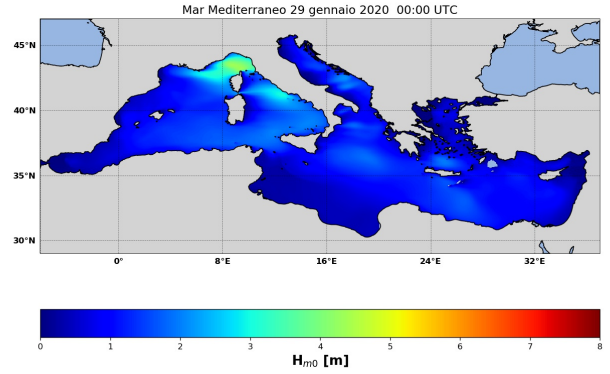 Mar Mediterraneo 29 gennaio 2020 00:00 UTC
45°N
40°N
35°N
30°N
0° 8°E 16°E 24°E 32°E
0 1 2 3 4 5 6 7 8
Hm0 [m]